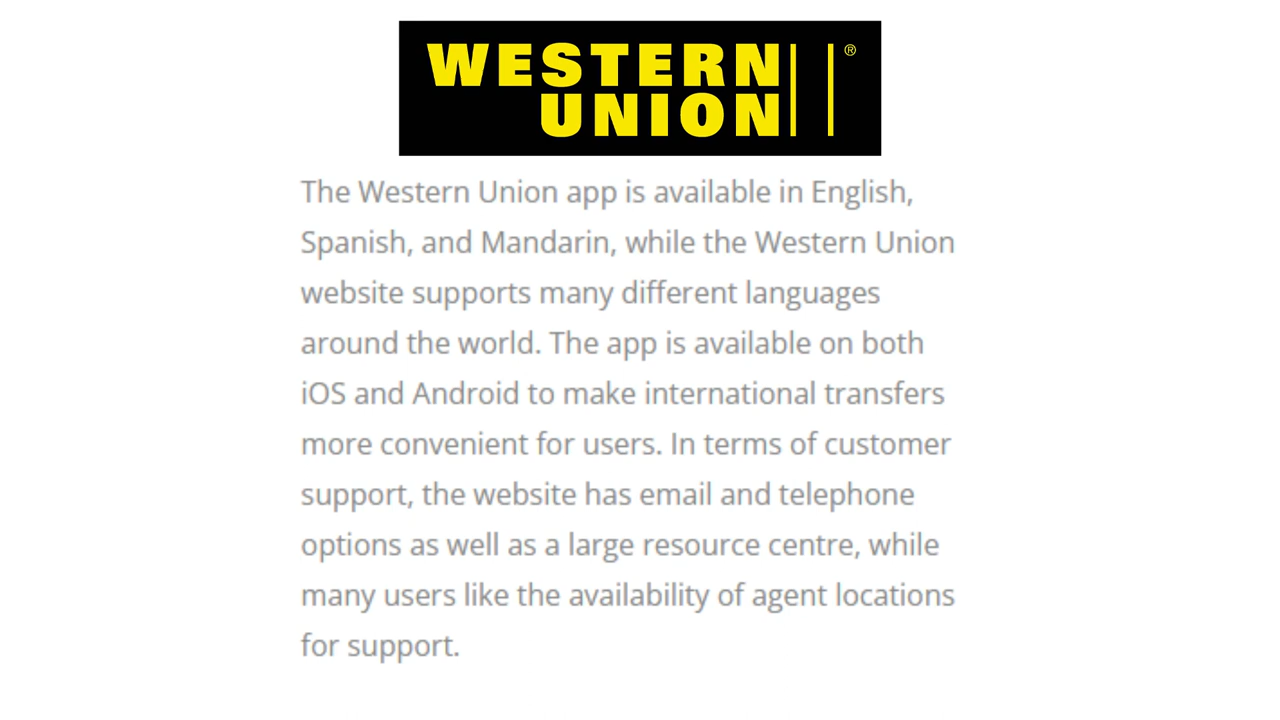 WESTERN
UNION ®
The Western Union app is available in English,
Spanish, and Mandarin, while the Western Union
website supports many different languages
around the world. The app is available on both
iOS and Android to make international transfers
more convenient for users. In terms of customer
support, the website has email and telephone
options as well as a large resource centre, while
many users like the availability of agent locations
for support.